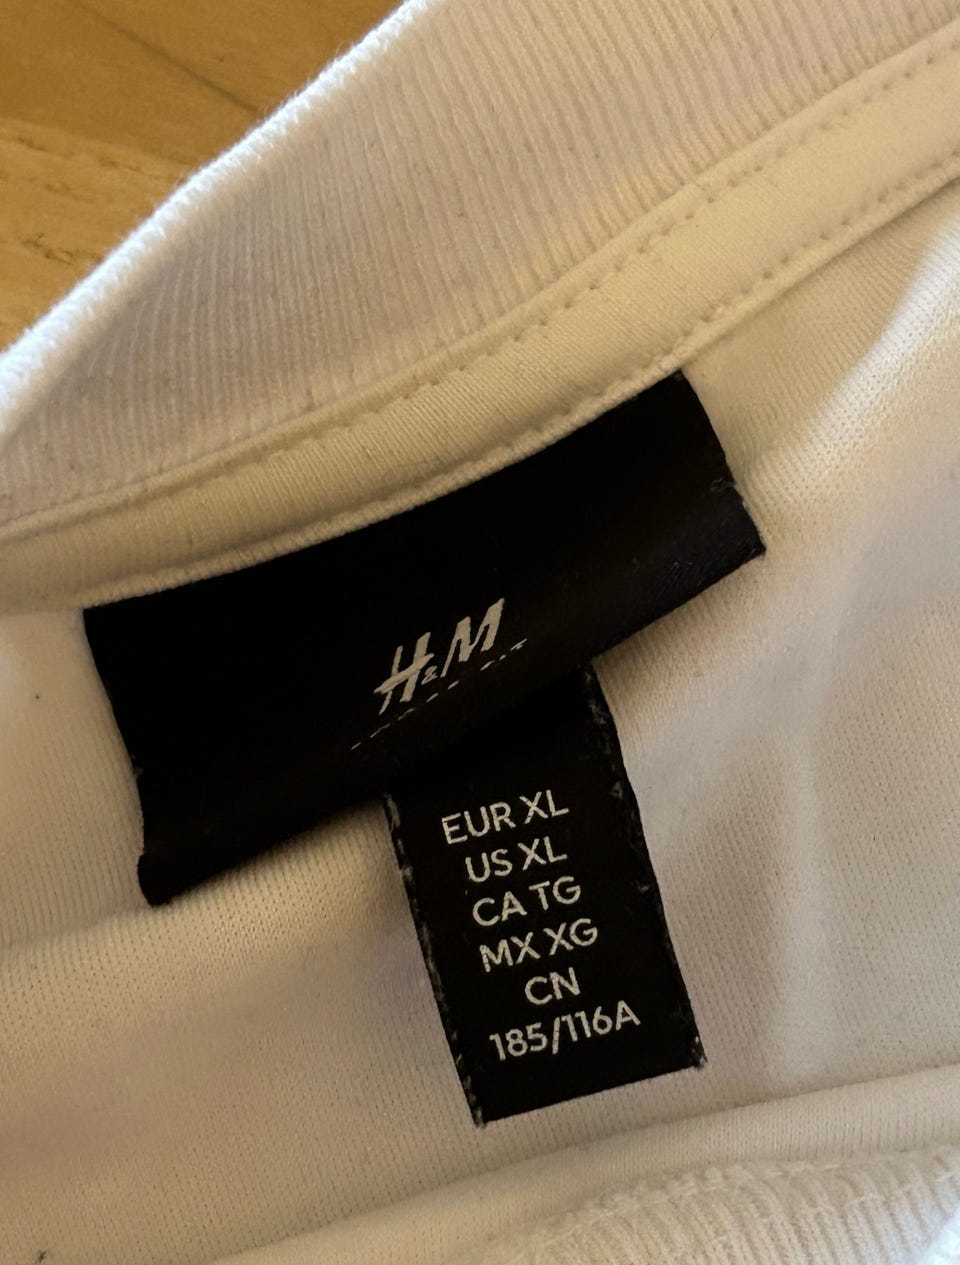 H&M
EUR XL
US XL
CA TG
MX XG
CN
185/116A